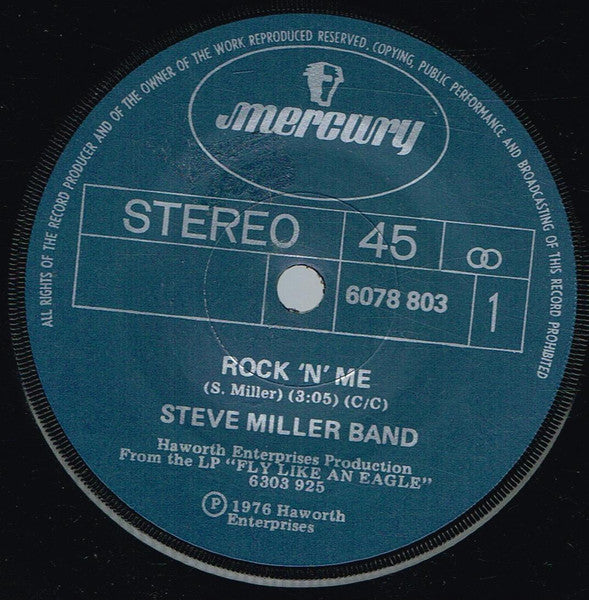 ALL RIGHTS OF THE RECORD PRODUCER AND OF THE OWNER OF THE WORK REPRODUCED RESERVED. COPYING, PUBLIC PERFORMANCE AND BROADCASTING OF THIS RECORD PROHIBITED
mercury
STEREO 45 ∞
6078 803 1
ROCK 'N' ME
(S. Miller) (3:05) (C/C)
STEVE MILLER BAND
Haworth Enterprises Production
From the LP "FLY LIKE AN EAGLE"
6303 925
Ⓟ 1976 Haworth
Enterprises